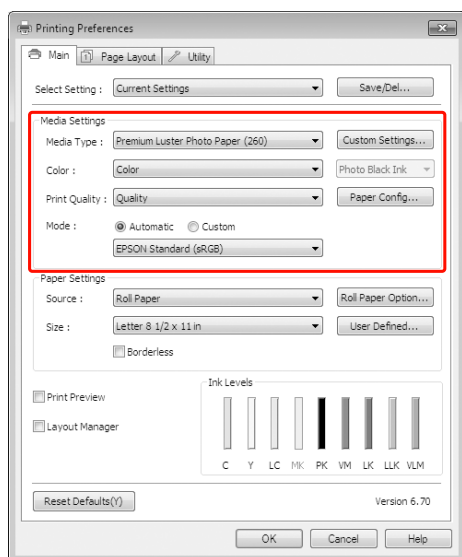 Printing Preferences
Main Page Layout Utility
Select Setting : Current Settings Save/Del...
Media Settings
Media Type : Premium Luster Photo Paper (260) Custom Settings...
Color : Color Photo Black Ink
Print Quality : Quality Paper Config...
Mode : Automatic Custom
EPSON Standard (sRGB)
Paper Settings
Source : Roll Paper Roll Paper Option...
Size : Letter 8 1/2 x 11 in User Defined...
Borderless
Ink Levels
Print Preview
Layout Manager
C Y LC MK PK VM LK LLK VLM
Reset Defaults(Y) Version 6.70
OK Cancel Help